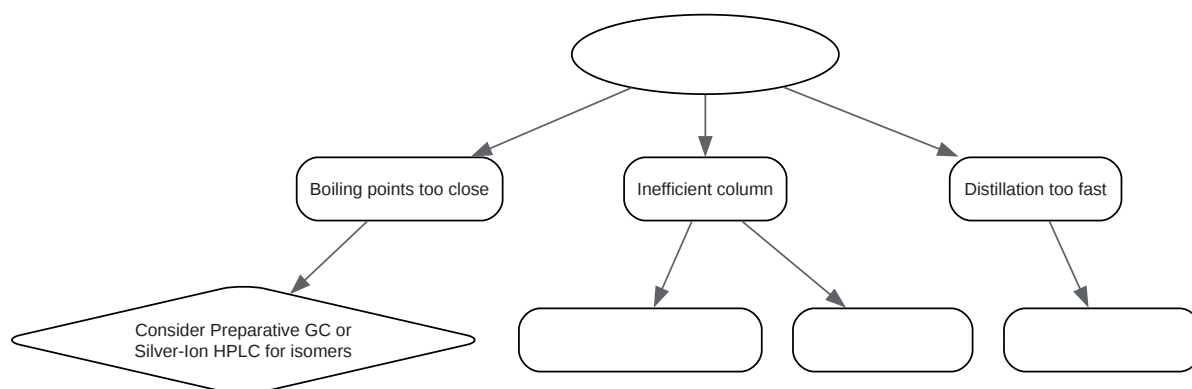 Boiling points too close
Inefficient column
Distillation too fast
Consider Preparative GC or
Silver-Ion HPLC for isomers